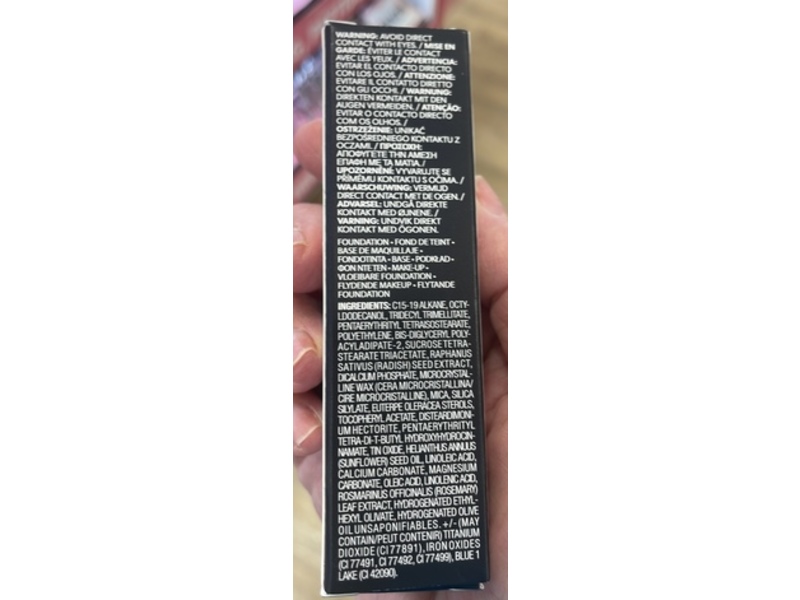 WARNING: AVOID DIRECT
CONTACT WITH EYES. / MISE EN
GARDE: ÉVITER LE CONTACT
AVEC LES YEUX. / ADVERTENCIA:
EVITAR EL CONTACTO DIRECTO
CON LOS OJOS. / ATTENZIONE:
EVITARE IL CONTATTO DIRETTO
CON GLI OCCHI. / WARNUNG:
DIREKTEN KONTAKT MIT DEN
AUGEN VERMEIDEN. / ATENÇÃO:
EVITAR O CONTACTO DIRECTO
COM OS OLHOS. /
OSTRZEŻENIE: UNIKAĆ
BEZPOŚREDNIEGO KONTAKTU Z
OCZAMI. / ΠΡΟΣΟΧΗ:
ΑΠΟΦΥΓΕΤΕ ΤΗΝ ΑΜΕΣΗ
ΕΠΑΦΗ ΜΕ ΤΑ ΜΑΤΙΑ. /
UPOZORNĚNÍ: VYVARUJTE SE
PŘÍMÉMU KONTAKTU S OČIMA. /
WAARSCHUWING: VERMIJD
DIRECT CONTACT MET DE OGEN. /
ADVARSEL: UNDGÅ DIREKTE
KONTAKT MED ØJNENE. /
VARNING: UNDVIK DIREKT
KONTAKT MED ÖGONEN.
FOUNDATION • FOND DE TEINT •
BASE DE MAQUILLAJE •
FONDOTINTA • BASE • PODKŁAD •
ΦΟΝ ΝΤΕ ΤΕΝ • MAKE-UP •
VLOEIBARE FOUNDATION •
FLYDENDE MAKEUP • FLYTANDE
FOUNDATION
INGREDIENTS: C15-19 ALKANE, OCTY-
LDODECANOL, TRIDECYL TRIMELLITATE,
PENTAERYTHRITYL TETRAISOSTEARATE,
POLYETHYLENE, BIS-DIGLYCERYL POLY-
ACYLADIPATE-2, SUCROSE TETRA-
STEARATE TRIACETATE, RAPHANUS
SATIVUS (RADISH) SEED EXTRACT,
DICALCIUM PHOSPHATE, MICROCRYSTAL-
LINE WAX (CERA MICROCRISTALLINA/
CIRE MICROCRISTALLINE), MICA, SILICA
SILYLATE, EUTERPE OLERACEA STEROLS,
TOCOPHERYL ACETATE, DISTEARDIMONI-
UM HECTORITE, PENTAERYTHRITYL
TETRA-DI-T-BUTYL HYDROXYHYDROCIN-
NAMATE, TIN OXIDE, HELIANTHUS ANNUUS
(SUNFLOWER) SEED OIL, LINOLEIC ACID,
CALCIUM CARBONATE, MAGNESIUM
CARBONATE, OLEIC ACID, LINOLENIC ACID,
ROSMARINUS OFFICINALIS (ROSEMARY)
LEAF EXTRACT, HYDROGENATED ETHYL-
HEXYL OLIVATE, HYDROGENATED OLIVE
OIL UNSAPONIFIABLES. +/- (MAY
CONTAIN/PEUT CONTENIR) TITANIUM
DIOXIDE (CI 77891), IRON OXIDES
(CI 77491, CI 77492, CI 77499), BLUE 1
LAKE (CI 42090).